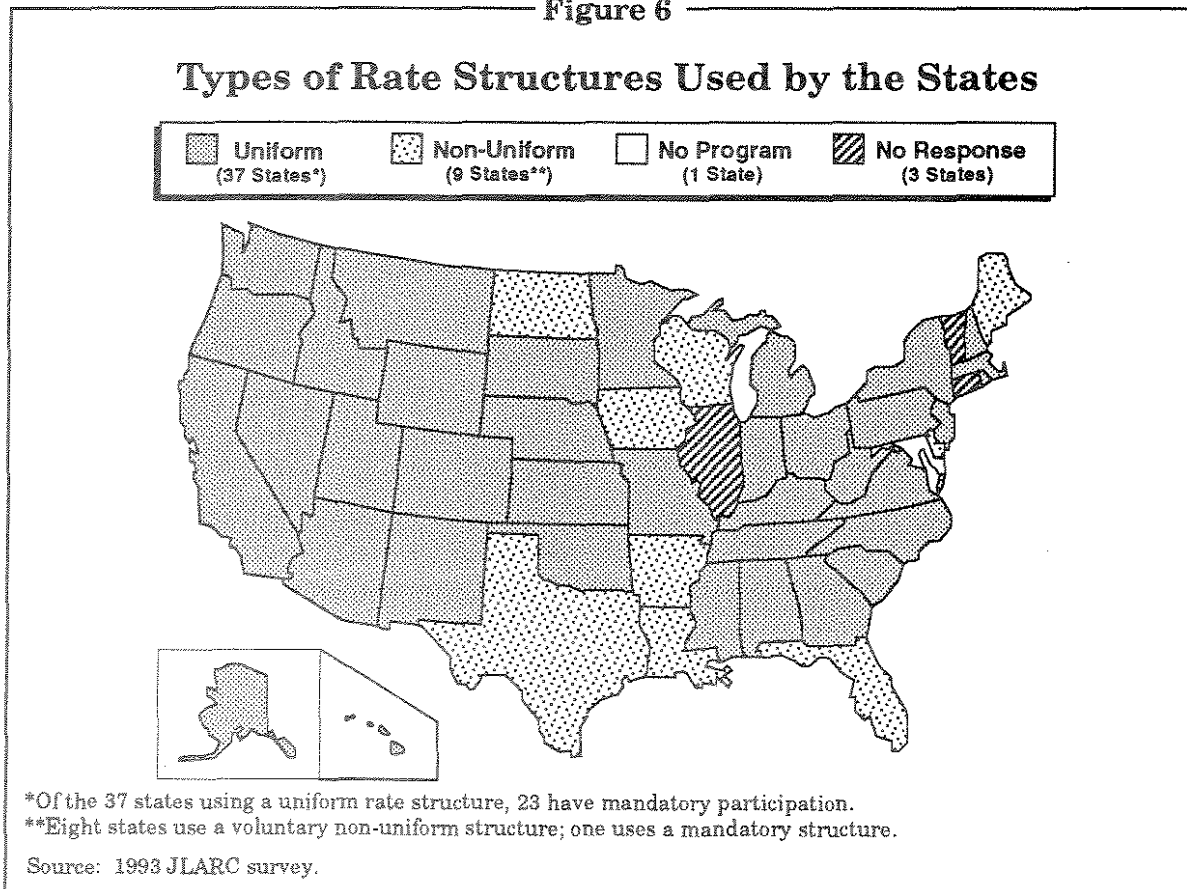 Figure 6
Types of Rate Structures Used by the States
Uniform
(37 States*)
Non-Uniform
(9 States**)
No Program
(1 State)
No Response
(3 States)
*Of the 37 states using a uniform rate structure, 23 have mandatory participation.
**Eight states use a voluntary non-uniform structure; one uses a mandatory structure.
Source: 1993 JLARC survey.